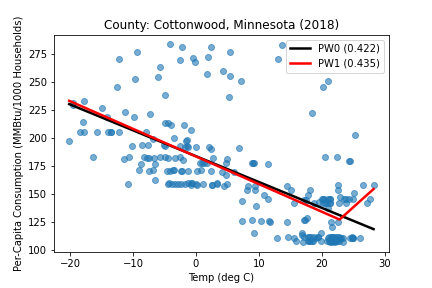 County: Cottonwood, Minnesota (2018)
PW0 (0.422)
PW1 (0.435)
Per-Capita Consumption (MMBtu/1000 Households)
275
250
225
200
175
150
125
100
−20
−10
0
10
20
30
Temp (deg C)